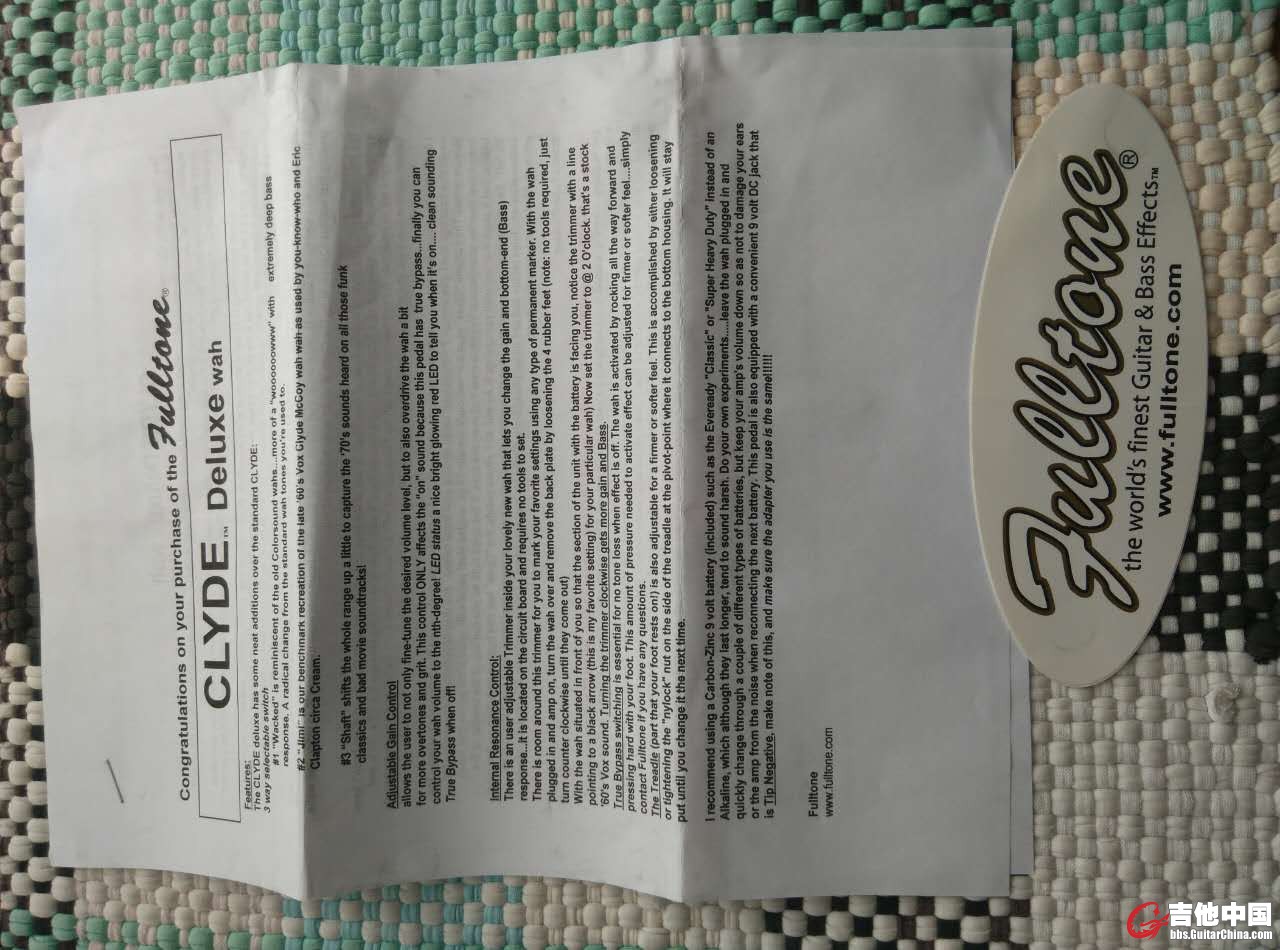 Congratulations on your purchase of the Fulltone®
CLYDE™ Deluxe wah
Features:
The CLYDE deluxe has some neat additions over the standard CLYDE:
3 way selectable switch
#1 "Wacked" is reminiscent of the old Colorsound wahs....more of a "wooooooowww" with extremely deep bass
response. A radical change from the standard wah tones you're used to.
#2 "Jimi" is our benchmark recreation of the late '60's Vox Clyde McCoy wah wah as used by you-know-who and Eric
Clapton circa Cream.
#3 "Shaft" shifts the whole range up a little to capture the '70's sounds heard on all those funk
classics and bad movie soundtracks!
Adjustable Gain Control
allows the user to not only fine-tune the desired volume level, but to also overdrive the wah a bit
for more overtones and grit. This control ONLY affects the "on" sound because this pedal has true bypass...finally you can
control your wah volume to the nth-degree! LED status a nice bright glowing red LED to tell you when it's on.... clean sounding
True Bypass when off!
Internal Resonance Control:
There is an user adjustable Trimmer inside your lovely new wah that lets you change the gain and bottom-end (Bass)
response...it is located on the circuit board and requires no tools to set.
There is room around this trimmer for you to mark your favorite settings using any type of permanent marker. With the wah
plugged in and amp on, turn the wah over and remove the back plate by loosening the 4 rubber feet (note: no tools required, just
turn counter clockwise until they come out)
With the wah situated in front of you so that the section of the unit with the battery is facing you, notice the trimmer with a line
pointing to a black arrow (this is my favorite setting) for your particular wah) Now set the trimmer to @ 2 O'clock. that's a stock
'60's Vox sound. Turning the trimmer clockwise gets more gain and Bass.
True Bypass switching is essential for no tone loss when effect is off. The wah is activated by rocking all the way forward and
pressing hard with your foot. This amount of pressure needed to activate effect can be adjusted for firmer or softer feel....simply
contact Fulltone if you have any questions.
The Treadle (part that your foot rests on!) is also adjustable for a firmer or softer feel. This is accomplished by either loosening
or tightening the "nylock" nut on the side of the treadle at the pivot-point where it connects to the bottom housing. It will stay
put until you change it the next time.
I recommend using a Carbon-Zinc 9 volt battery (included) such as the Eveready "Classic" or "Super Heavy Duty" instead of an
Alkaline, which although they last longer, tend to sound harsh. Do your own experiments.....leave the wah plugged in and
quickly change through a couple of different types of batteries, but keep your amp's volume down so as not to damage your ears
or the amp from the noise when reconnecting the next battery. This pedal is also equipped with a convenient 9 volt DC jack that
is Tip Negative. make note of this, and make sure the adapter you use is the same!!!!!!
Fulltone
www.fulltone.com
Fulltone®
the world's finest Guitar & Bass Effects™
www.fulltone.com
吉他中国
bbs.GuitarChina.com